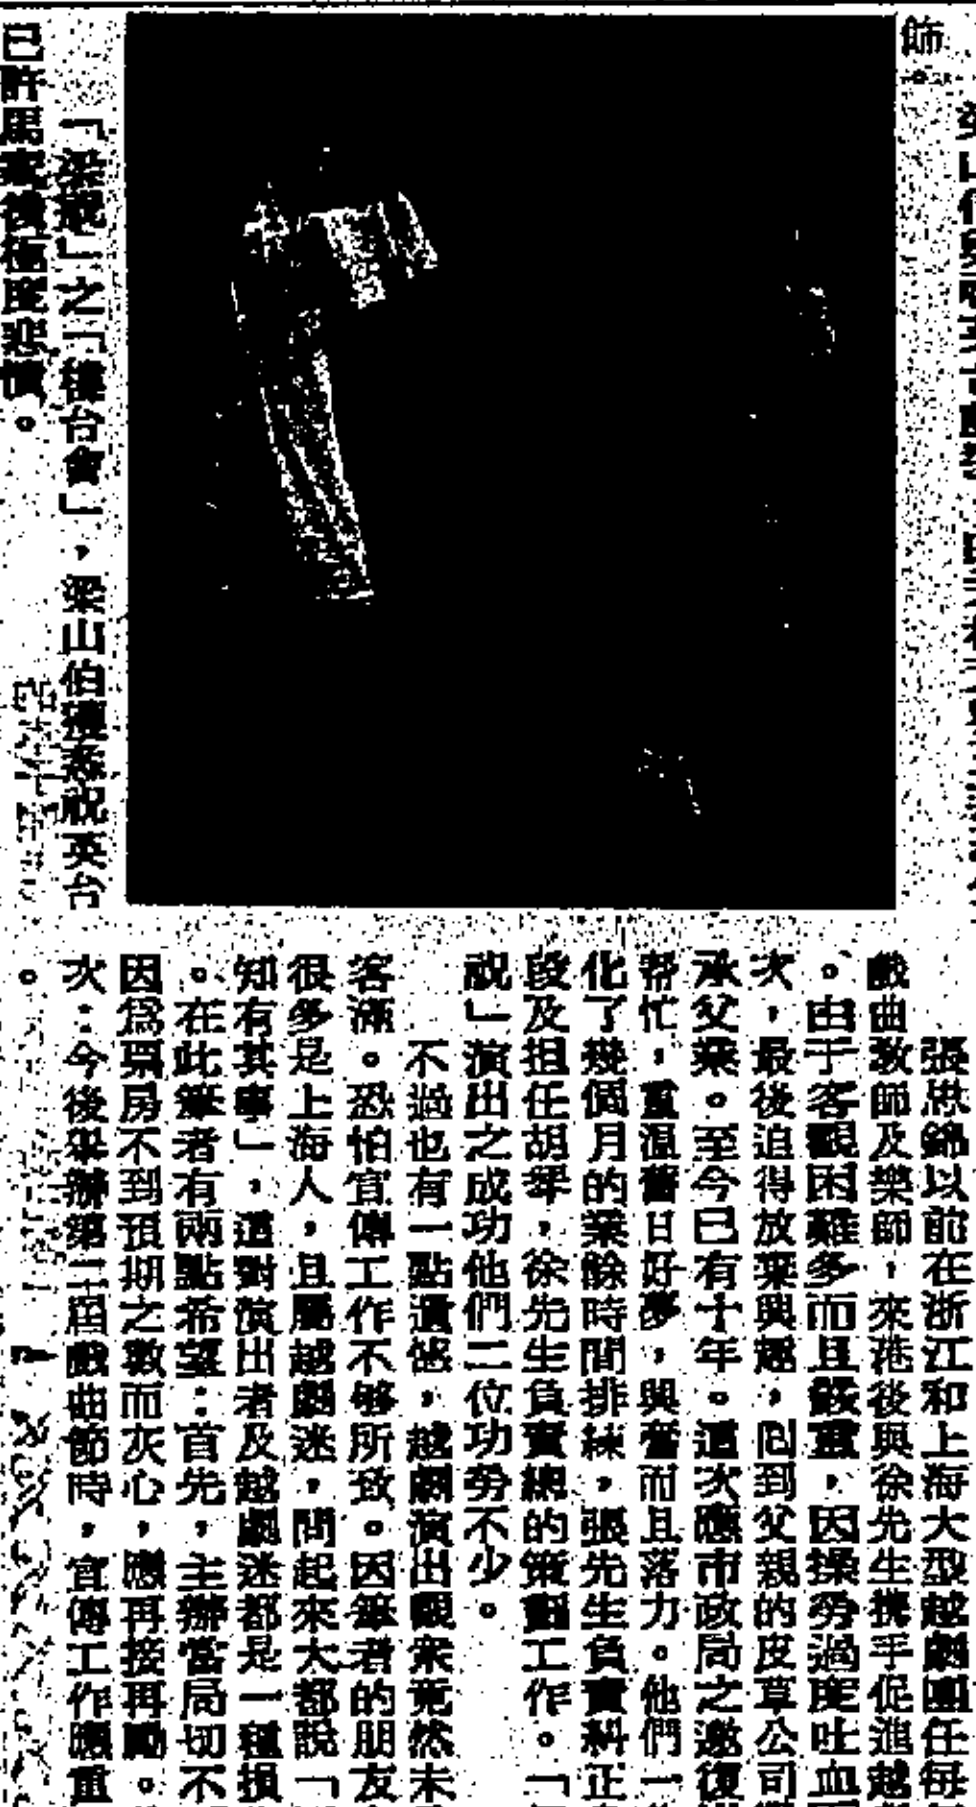 師。
「梁祝」之「樓台會」，梁山伯獲悉祝英台
已許馬家後極度悲憤。
張思錦以前在浙江和上海大型越劇團任
戲曲教師及樂師，來港後與徐先生携手促進越
。由于客觀困難多而且嚴重，因操勞過度吐血
次，最後迫得放棄興趣，回到父親的皮草公司
承父業。至今已有十年。這次應市政局之邀復
帮忙，重温舊日好夢，興奮而且落力。他們一
化了幾個月的業餘時間排練，張先生負責糾正
段及担任胡琴，徐先生負責總的策劃工作。「
祝」演出之成功他們二位功勞不少。
不過也有一點遺憾，越劇演出觀衆竟然未
客滿。恐怕宣傳工作不够所致。因筆者的朋友
很多是上海人，且屬越劇迷，問起來大都說「
知有其事」，這對演出者及越劇迷都是一種損
。在此筆者有兩點希望：首先，主辦當局切不
因爲票房不到預期之數而灰心，應再接再勵。
次：今後舉辦第二屆戲曲節時，宣傳工作應重
。